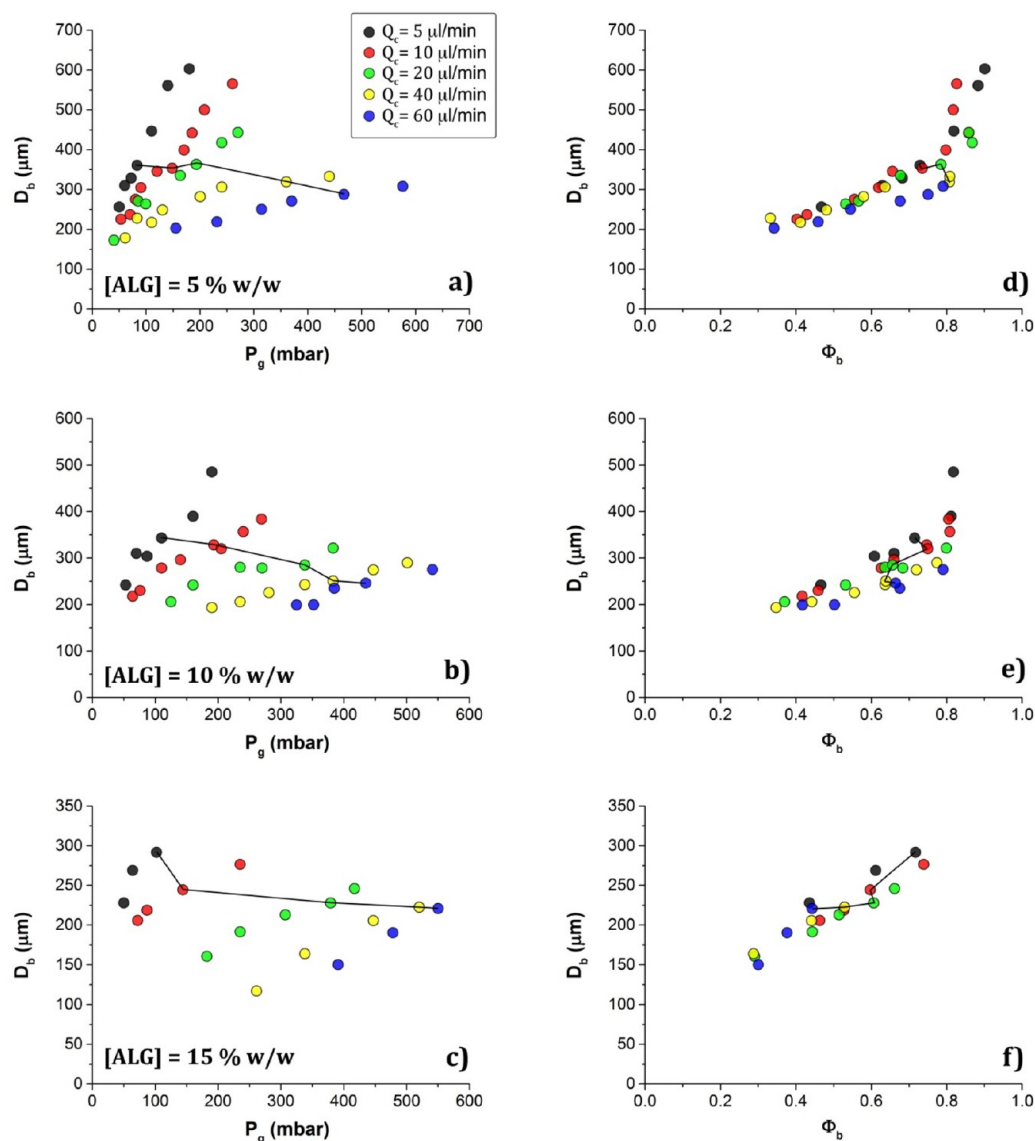 700
600
500
400
300
200
100
0
D_b (μm)
0 100 200 300 400 500 600 700
P_g (mbar)
[ALG] = 5 % w/w
a)
Q_c= 5 μl/min
Q_c= 10 μl/min
Q_c= 20 μl/min
Q_c= 40 μl/min
Q_c= 60 μl/min
700
600
500
400
300
200
100
0
D_b (μm)
0.0 0.2 0.4 0.6 0.8 1.0
Φ_b
d)
600
500
400
300
200
100
0
D_b (μm)
0 100 200 300 400 500 600
P_g (mbar)
[ALG] = 10 % w/w
b)
600
500
400
300
200
100
0
D_b (μm)
0.0 0.2 0.4 0.6 0.8 1.0
Φ_b
e)
350
300
250
200
150
100
50
0
D_b (μm)
0 100 200 300 400 500 600
P_g (mbar)
[ALG] = 15 % w/w
c)
350
300
250
200
150
100
50
0
D_b (μm)
0.0 0.2 0.4 0.6 0.8 1.0
Φ_b
f)